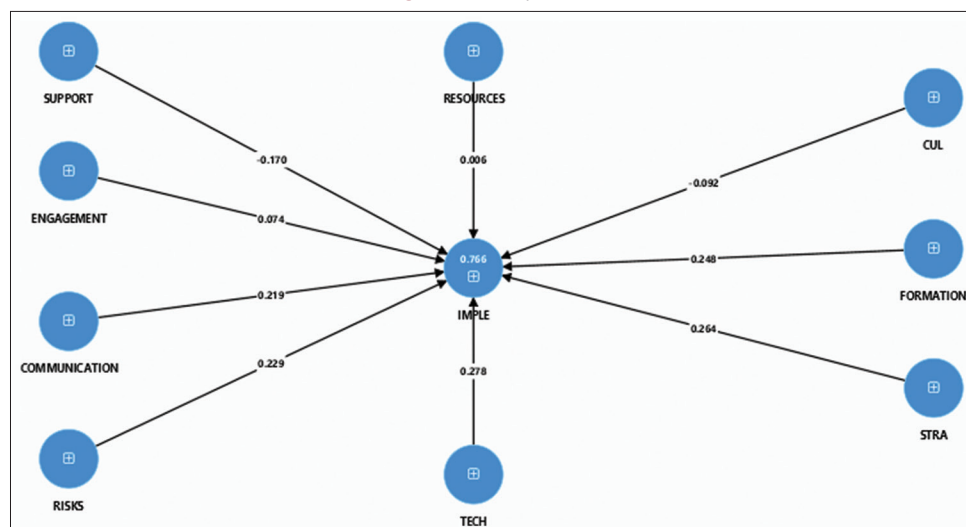 SUPPORT
RESOURCES
CUL
-0.170
0.006
-0.092
ENGAGEMENT
0.074
0.766
0.248
IMPLE
FORMATION
0.219
0.264
COMMUNICATION
0.229
0.278
STRA
RISKS
TECH